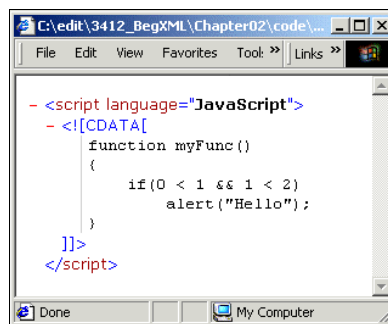 C:\edit\3412_BegXML\Chapter02\code\...
File Edit View Favorites Tools » Links »
- <script language="JavaScript">
- <![CDATA[
function myFunc()
{
if(0 < 1 && 1 < 2)
alert("Hello");
}
]]>
</script>
Done My Computer